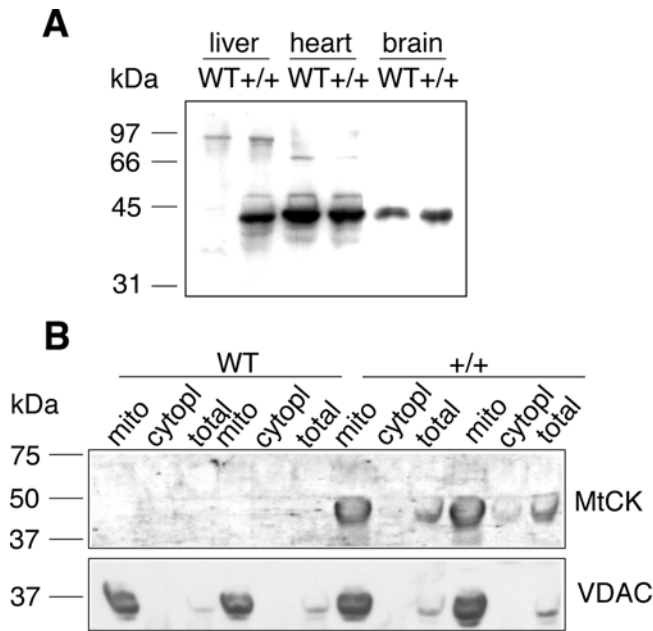 A
liver heart brain
kDa WT+/+ WT+/+ WT+/+
97
66
45
31
B
WT +/+
kDa mito cytopl total mito cytopl total mito cytopl total mito cytopl total
75
50 MtCK
37
37 VDAC